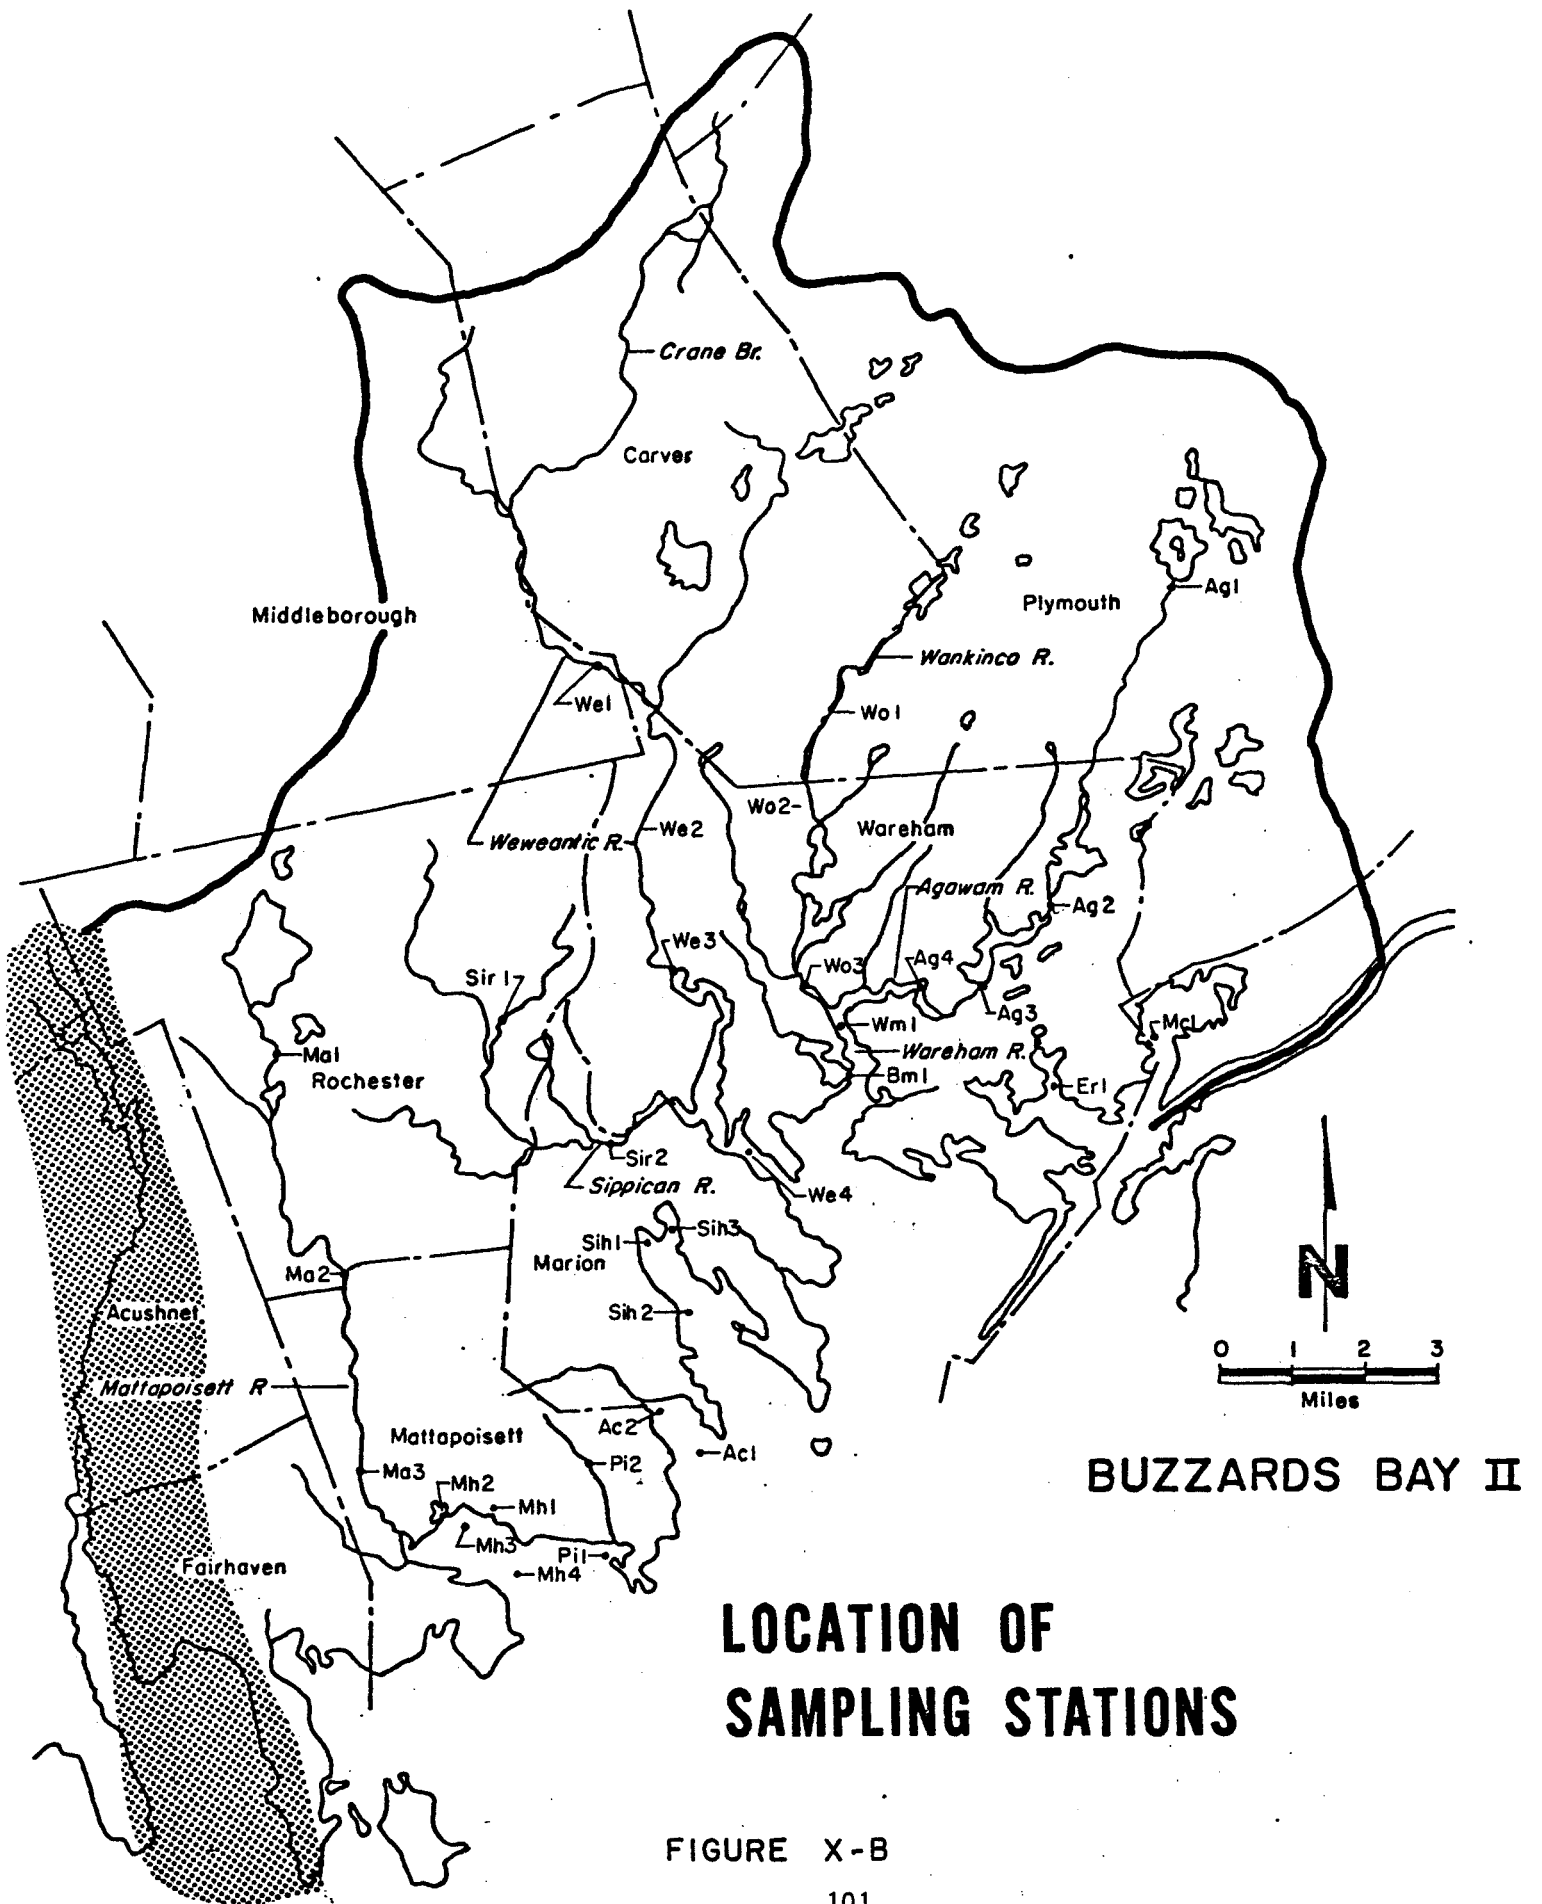 Crane Br.
Carver
Ag1
Plymouth
Middleborough
Wankinco R.
We1
Wo1
Wo2
Wareham
We2
Weweantic R.
Agawam R.
Ag2
We3
Wo3
Ag4
Sir 1
Ag3
Wm1
Mc1
Wareham R.
Ma1
Rochester
Bm1
Er1
Sir2
Sippican R.
We4
Sih3
Sih1
Marion
N
Ma2
Acushnet
Sih2
0 1 2 3
Miles
Mattapoisett R
Ac2
Mattapoisett
Ac1
Pi2
Ma3
BUZZARDS BAY II
Mh2
Mh1
Mh3
Pi1
Fairhaven
Mh4
LOCATION OF
SAMPLING STATIONS
FIGURE X-B
101